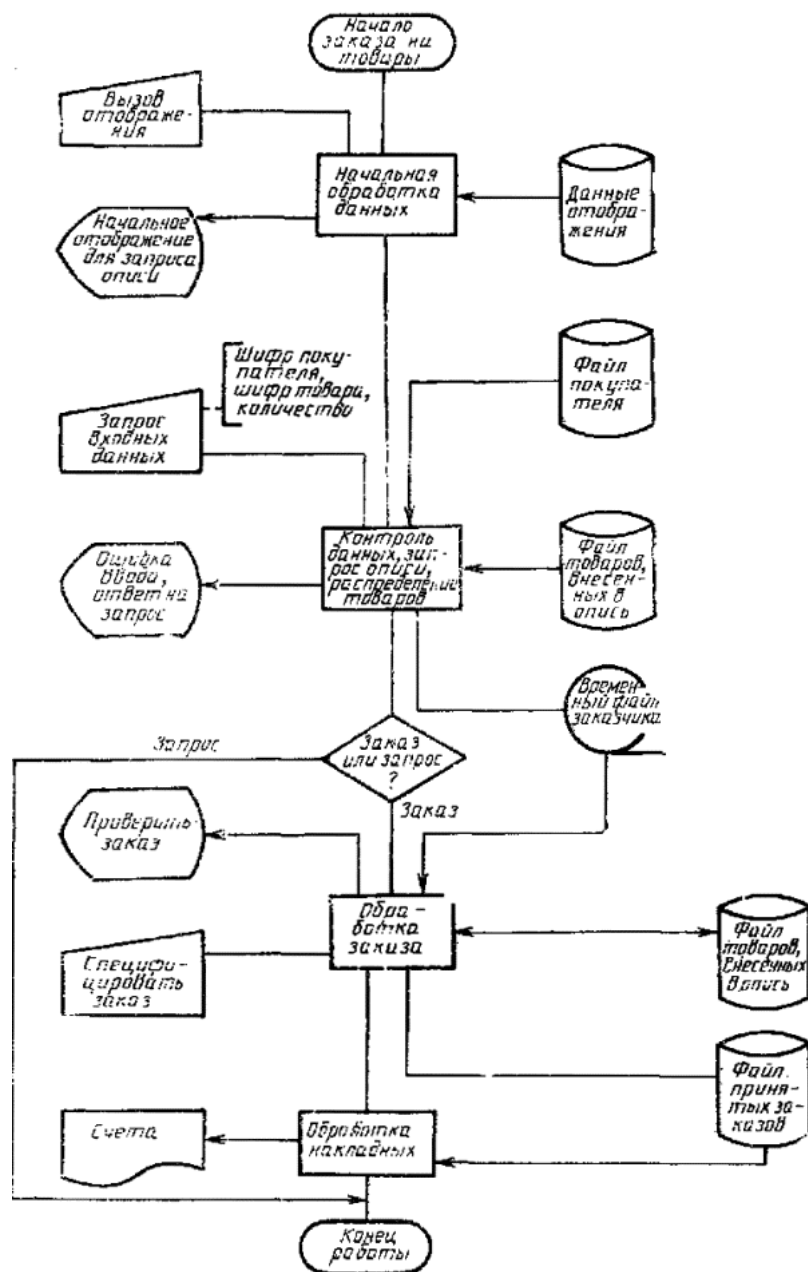 Начало
заказа на
товары
Вызов
отображе-
ния
Начальная
обработка
данных
Данные
отобра-
жения
Начальное
отображение
для запроса
описи
Шифр поку-
пателя,
шифр товара,
количество
Файл
покупа-
теля
Запрос
входных
данных
Контроль
данных, зап-
рос описи,
распределение
товаров
Файл
товаров,
внесен-
ных в
опись
Ошибка
ввода,
ответ на
запрос
Времен-
ный файл
заказчика
Запрос
Заказ
или запрос
?
Заказ
Проверить
заказ
Обра-
ботка
заказа
Файл
товаров,
внесенных
в опись
Специфи-
цировать
заказ
Файл
приня-
тых за-
казов
Счета
Обработка
накладных
Конец
работы